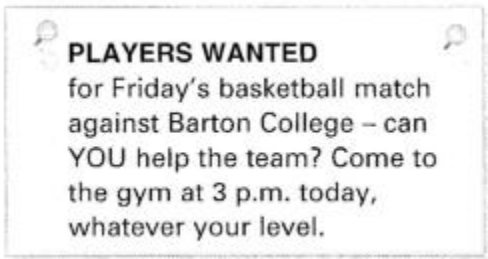 PLAYERS WANTED
for Friday's basketball match
against Barton College – can
YOU help the team? Come to
the gym at 3 p.m. today,
whatever your level.